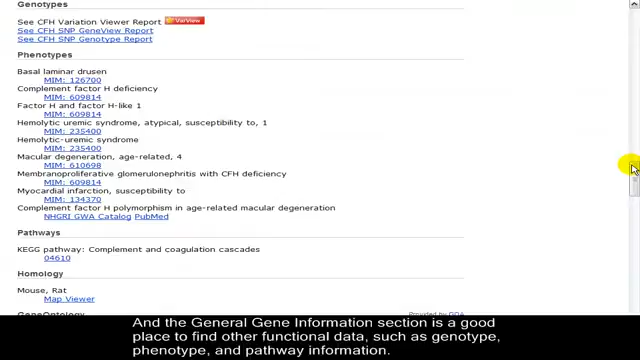 Genotypes
See CFH Variation Viewer Report VarView
See CFH SNP GeneView Report
See CFH SNP Genotype Report
Phenotypes
Basal laminar drusen
MIM: 126700
Complement factor H deficiency
MIM: 609814
Factor H and factor H-like 1
MIM: 609814
Hemolytic uremic syndrome, atypical, susceptibility to, 1
MIM: 235400
Hemolytic-uremic syndrome
MIM: 235400
Macular degeneration, age-related, 4
MIM: 610698
Membranoproliferative glomerulonephritis with CFH deficiency
MIM: 609814
Myocardial infarction, susceptibility to
MIM: 134370
Complement factor H polymorphism in age-related macular degeneration
NHGRI GWA Catalog PubMed
Pathways
KEGG pathway: Complement and coagulation cascades
04610
Homology
Mouse, Rat
Map Viewer
GeneOntology Provided by GOA
And the General Gene Information section is a good
place to find other functional data, such as genotype,
phenotype, and pathway information.